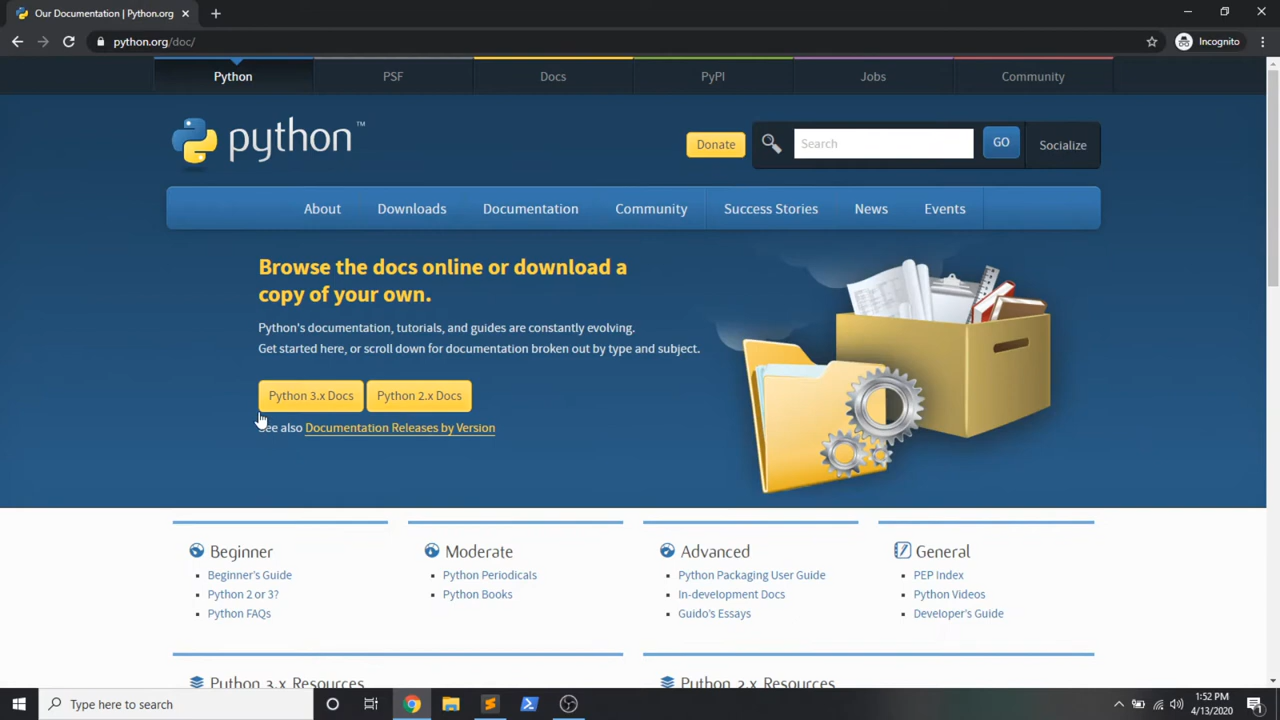 Our Documentation | Python.org
python.org/doc/
Incognito
Python
PSF
Docs
PyPI
Jobs
Community
python™
Donate
Search
GO
Socialize
About
Downloads
Documentation
Community
Success Stories
News
Events
Browse the docs online or download a
copy of your own.
Python's documentation, tutorials, and guides are constantly evolving.
Get started here, or scroll down for documentation broken out by type and subject.
Python 3.x Docs
Python 2.x Docs
See also Documentation Releases by Version
Beginner
Beginner's Guide
Python 2 or 3?
Python FAQs
Moderate
Python Periodicals
Python Books
Advanced
Python Packaging User Guide
In-development Docs
Guido's Essays
General
PEP Index
Python Videos
Developer's Guide
Python 3.x Resources
Python 2.x Resources
Type here to search
1:52 PM
4/13/2020
1